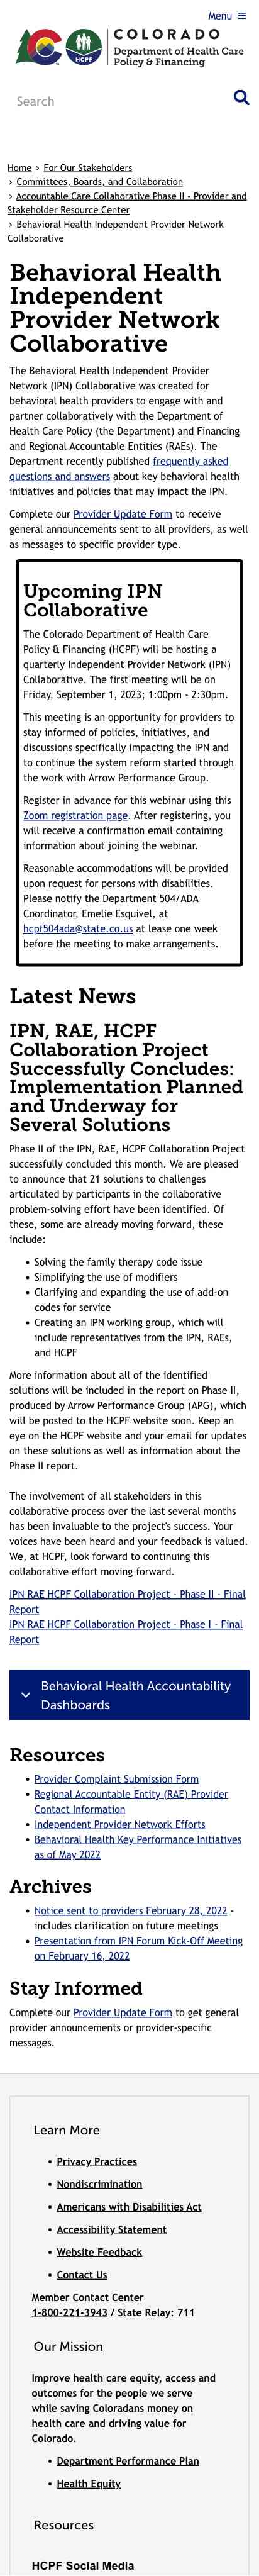 Menu ≡
COLORADO
Department of Health Care
Policy & Financing
HCPF
Search
Home › For Our Stakeholders
› Committees, Boards, and Collaboration
› Accountable Care Collaborative Phase II - Provider and
Stakeholder Resource Center
› Behavioral Health Independent Provider Network
Collaborative
Behavioral Health
Independent
Provider Network
Collaborative
The Behavioral Health Independent Provider
Network (IPN) Collaborative was created for
behavioral health providers to engage with and
partner collaboratively with the Department of
Health Care Policy (the Department) and Financing
and Regional Accountable Entities (RAEs). The
Department recently published frequently asked
questions and answers about key behavioral health
initiatives and policies that may impact the IPN.
Complete our Provider Update Form to receive
general announcements sent to all providers, as well
as messages to specific provider type.
Upcoming IPN
Collaborative
The Colorado Department of Health Care
Policy & Financing (HCPF) will be hosting a
quarterly Independent Provider Network (IPN)
Collaborative. The first meeting will be on
Friday, September 1, 2023; 1:00pm - 2:30pm.
This meeting is an opportunity for providers to
stay informed of policies, initiatives, and
discussions specifically impacting the IPN and
to continue the system reform started through
the work with Arrow Performance Group.
Register in advance for this webinar using this
Zoom registration page. After registering, you
will receive a confirmation email containing
information about joining the webinar.
Reasonable accommodations will be provided
upon request for persons with disabilities.
Please notify the Department 504/ADA
Coordinator, Emelie Esquivel, at
hcpf504ada@state.co.us at lease one week
before the meeting to make arrangements.
Latest News
IPN, RAE, HCPF
Collaboration Project
Successfully Concludes:
Implementation Planned
and Underway for
Several Solutions
Phase II of the IPN, RAE, HCPF Collaboration Project
successfully concluded this month. We are pleased
to announce that 21 solutions to challenges
articulated by participants in the collaborative
problem-solving effort have been identified. Of
these, some are already moving forward, these
include:
• Solving the family therapy code issue
• Simplifying the use of modifiers
• Clarifying and expanding the use of add-on
codes for service
• Creating an IPN working group, which will
include representatives from the IPN, RAEs,
and HCPF
More information about all of the identified
solutions will be included in the report on Phase II,
produced by Arrow Performance Group (APG), which
will be posted to the HCPF website soon. Keep an
eye on the HCPF website and your email for updates
on these solutions as well as information about the
Phase II report.
The involvement of all stakeholders in this
collaborative process over the last several months
has been invaluable to the project's success. Your
voices have been heard and your feedback is valued.
We, at HCPF, look forward to continuing this
collaborative effort moving forward.
IPN RAE HCPF Collaboration Project - Phase II - Final
Report
IPN RAE HCPF Collaboration Project - Phase I - Final
Report
Behavioral Health Accountability
Dashboards
Resources
• Provider Complaint Submission Form
• Regional Accountable Entity (RAE) Provider
Contact Information
• Independent Provider Network Efforts
• Behavioral Health Key Performance Initiatives
as of May 2022
Archives
• Notice sent to providers February 28, 2022 -
includes clarification on future meetings
• Presentation from IPN Forum Kick-Off Meeting
on February 16, 2022
Stay Informed
Complete our Provider Update Form to get general
provider announcements or provider-specific
messages.
Learn More
• Privacy Practices
• Nondiscrimination
• Americans with Disabilities Act
• Accessibility Statement
• Website Feedback
• Contact Us
Member Contact Center
1-800-221-3943 / State Relay: 711
Our Mission
Improve health care equity, access and
outcomes for the people we serve
while saving Coloradans money on
health care and driving value for
Colorado.
• Department Performance Plan
• Health Equity
Resources
HCPF Social Media